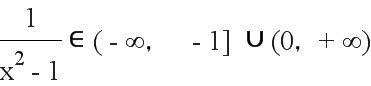 1/(x² - 1) ∈ ( - ∞, - 1] ∪ (0, + ∞)